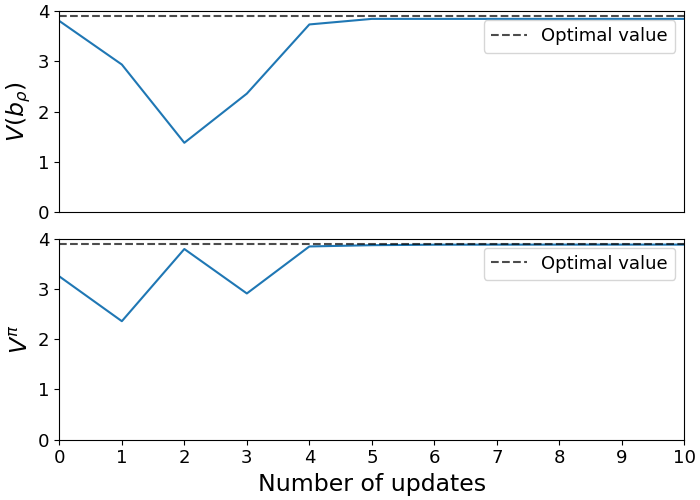 4
3
2
1
0
V(b_ρ)
Optimal value
4
3
2
1
0
V^π
Optimal value
0 1 2 3 4 5 6 7 8 9 10
Number of updates